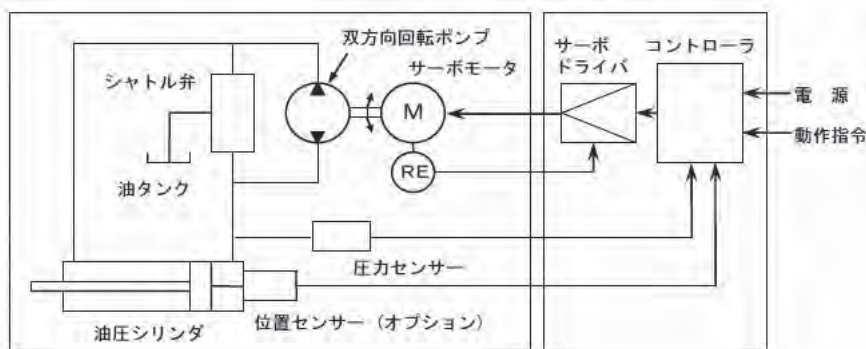 双方向回転ポンプ
サーボモータ
シャトル弁
M
RE
油タンク
圧力センサー
油圧シリンダ
位置センサー（オプション）
サーボ
ドライバ
コントローラ
電　源
動作指令